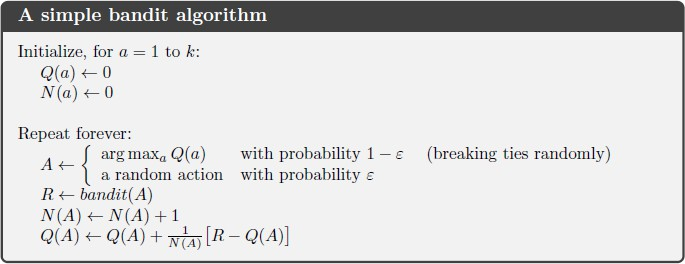 A simple bandit algorithm
Initialize, for a = 1 to k:
Q(a) ← 0
N(a) ← 0
Repeat forever:
A ← { arg max_a Q(a) with probability 1 − ε (breaking ties randomly)
a random action with probability ε
R ← bandit(A)
N(A) ← N(A) + 1
Q(A) ← Q(A) + 1/N(A) [R − Q(A)]